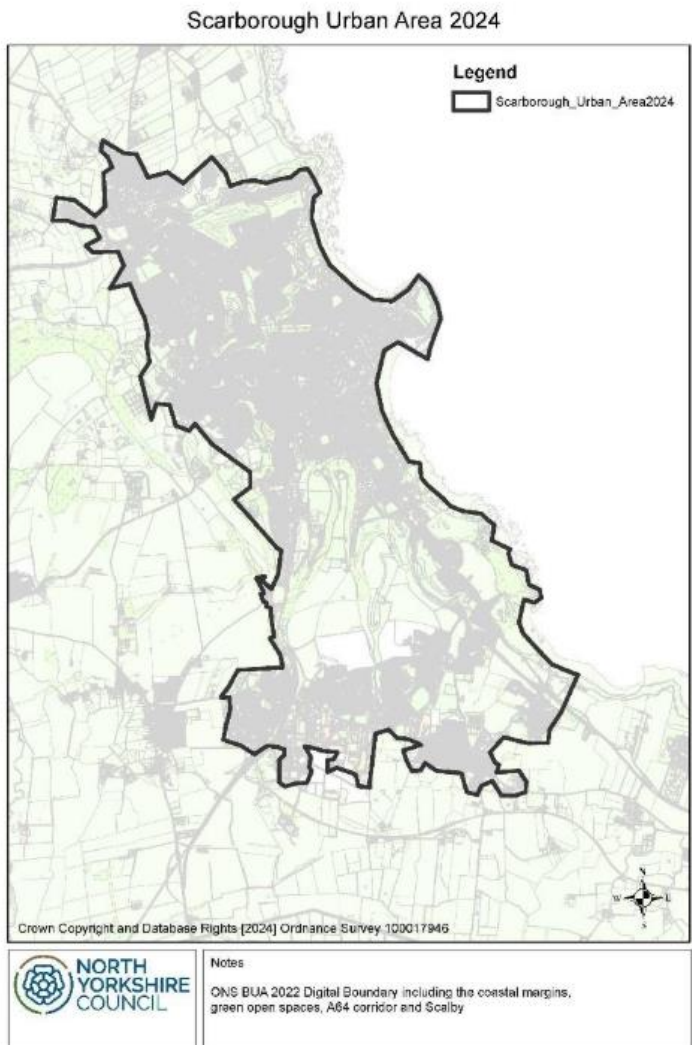 Scarborough Urban Area 2024
Legend
Scarborough_Urban_Area2024
N
W E
S
Crown Copyright and Database Rights [2024] Ordnance Survey 100017946
NORTH
YORKSHIRE
COUNCIL
Notes
ONS BUA 2022 Digital Boundary including the coastal margins,
green open spaces, A64 corridor and Scalby